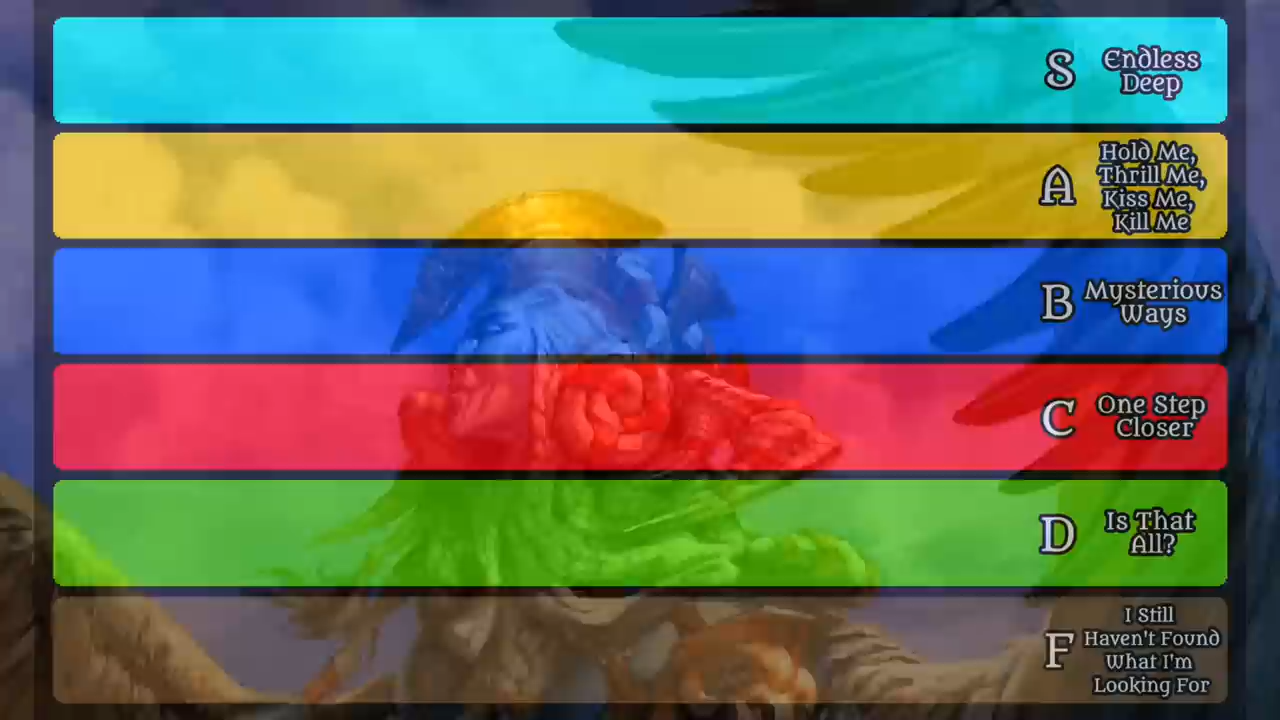 S
Endless
Deep
A
Hold Me,
Thrill Me,
Kiss Me,
Kill Me
B
Mysterious
Ways
C
One Step
Closer
D
Is That
All?
F
I Still
Haven't Found
What I'm
Looking For